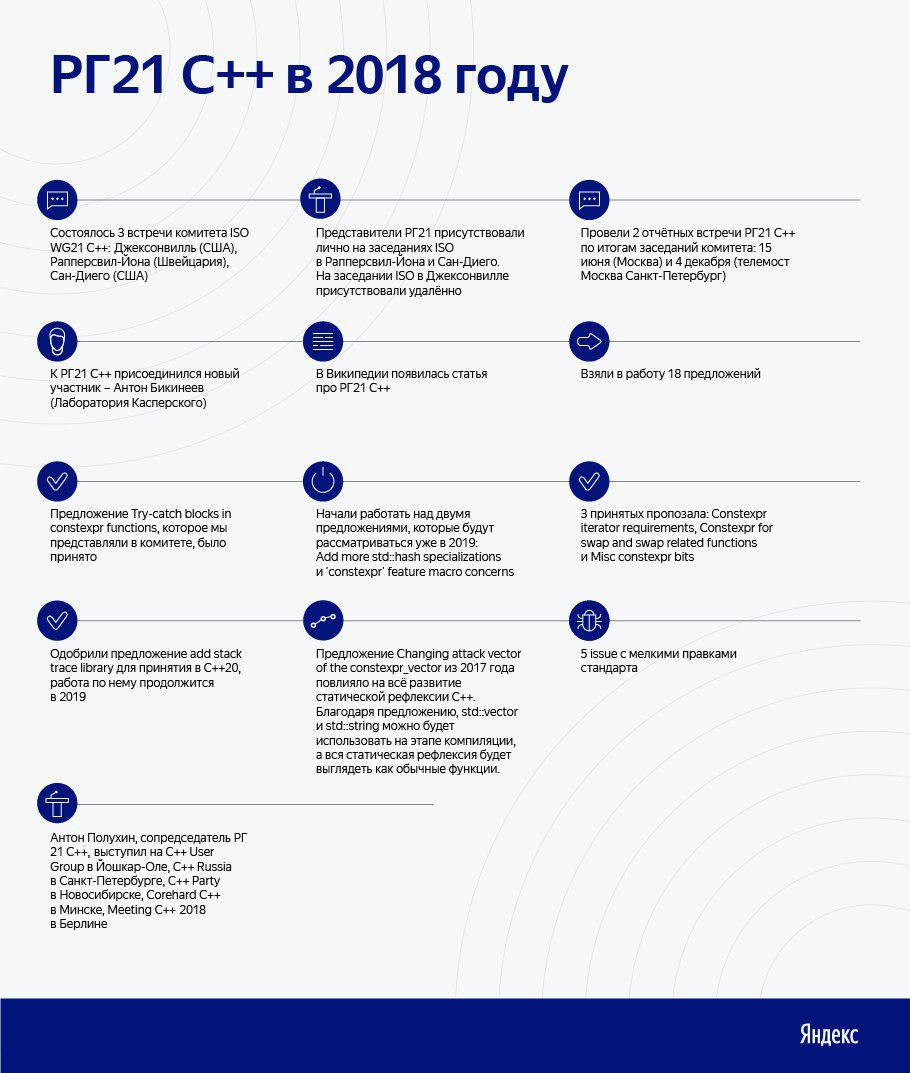 РГ21 С++ в 2018 году
Состоялось 3 встречи комитета ISO
WG21 C++: Джексонвилль (США),
Рапперсвил-Йона (Швейцария),
Сан-Диего (США)
Представители РГ21 присутствовали
лично на заседаниях ISO
в Рапперсвил-Йона и Сан-Диего.
На заседании ISO в Джексонвилле
присутствовали удалённо
Провели 2 отчётных встречи РГ21 С++
по итогам заседаний комитета: 15
июня (Москва) и 4 декабря (телемост
Москва Санкт-Петербург)
К РГ21 С++ присоединился новый
участник – Антон Бикинеев
(Лаборатория Касперского)
В Википедии появилась статья
про РГ21 С++
Взяли в работу 18 предложений
Предложение Try-catch blocks in
constexpr functions, которое мы
представляли в комитете, было
принято
Начали работать над двумя
предложениями, которые будут
рассматриваться уже в 2019:
Add more std::hash specializations
и 'constexpr' feature macro concerns
3 принятых пропозала: Constexpr
iterator requirements, Constexpr for
swap and swap related functions
и Misc constexpr bits
Одобрили предложение add stack
trace library для принятия в С++20,
работа по нему продолжится
в 2019
Предложение Changing attack vector
of the constexpr_vector из 2017 года
повлияло на всё развитие
статической рефлексии С++.
Благодаря предложению, std::vector
и std::string можно будет
использовать на этапе компиляции,
а вся статическая рефлексия будет
выглядеть как обычные функции.
5 issue с мелкими правками
стандарта
Антон Полухин, сопредседатель РГ
21 С++, выступил на C++ User
Group в Йошкар-Оле, C++ Russia
в Санкт-Петербурге, C++ Party
в Новосибирске, Corehard C++
в Минске, Meeting C++ 2018
в Берлине
Яндекс